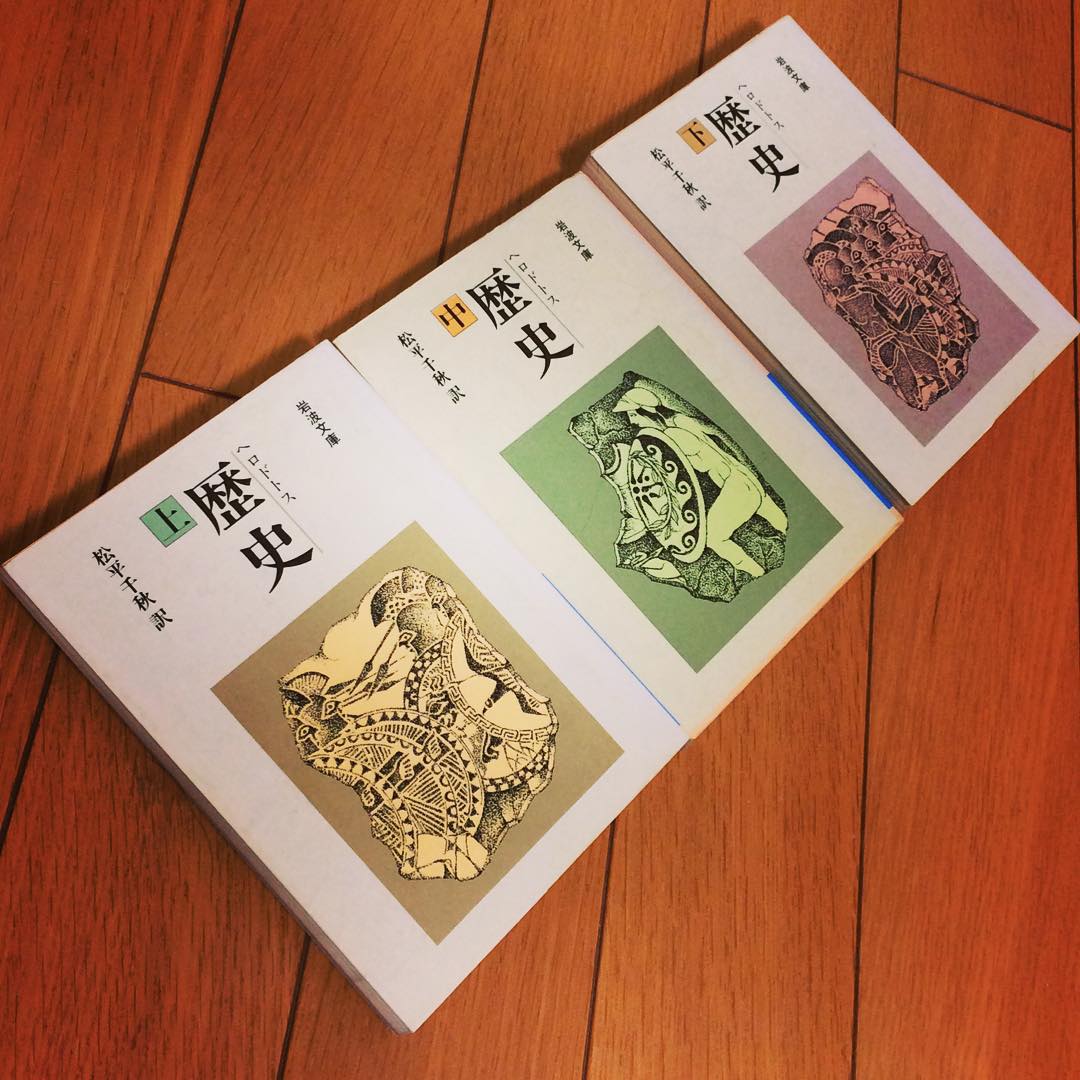 岩波文庫
ヘロドトス
歴史
上
松平千秋訳
岩波文庫
ヘロドトス
歴史
中
松平千秋訳
岩波文庫
ヘロドトス
歴史
下
松平千秋訳